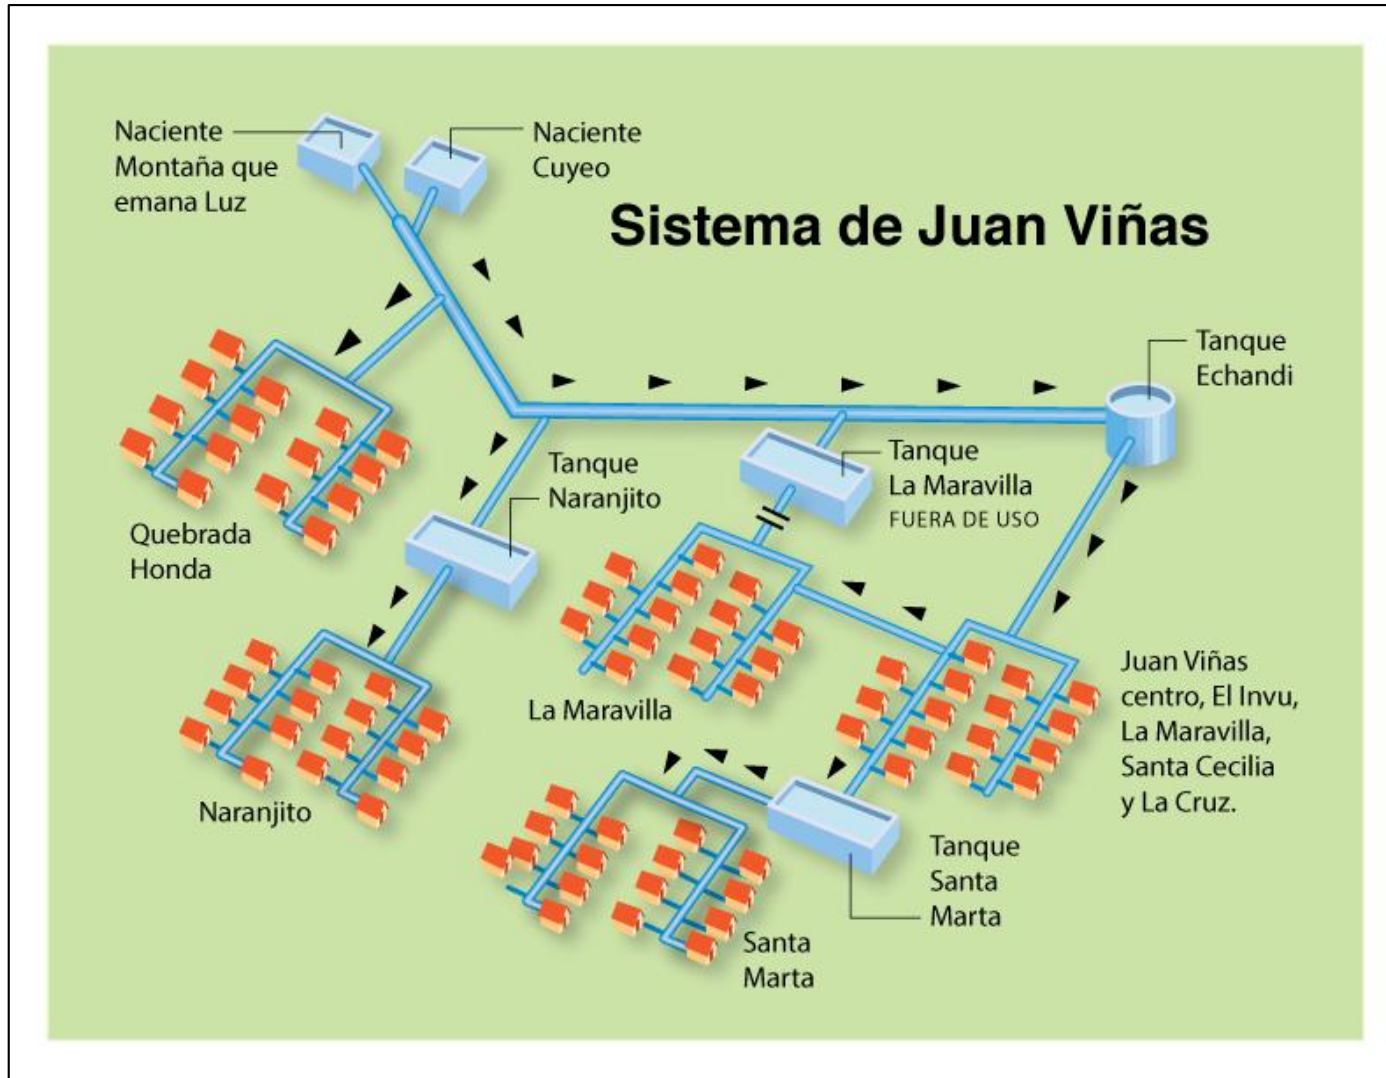 Naciente
Montaña que
emana Luz
Naciente
Cuyeo
Sistema de Juan Viñas
Tanque
Echandi
Tanque
Naranjito
Tanque
La Maravilla
FUERA DE USO
Quebrada
Honda
Juan Viñas
centro, El Invu,
La Maravilla,
Santa Cecilia
y La Cruz.
La Maravilla
Naranjito
Tanque
Santa
Marta
Santa
Marta